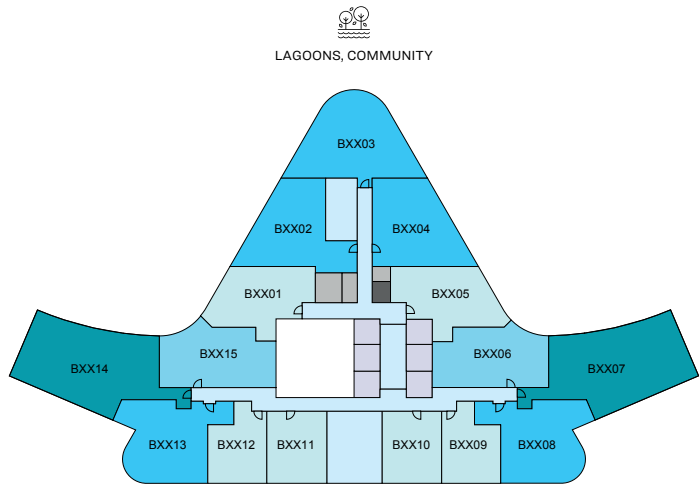 LAGOONS, COMMUNITY
BXX03
BXX02
BXX04
BXX01
BXX05
BXX15
BXX06
BXX14
BXX07
BXX13
BXX12
BXX11
BXX10
BXX09
BXX08